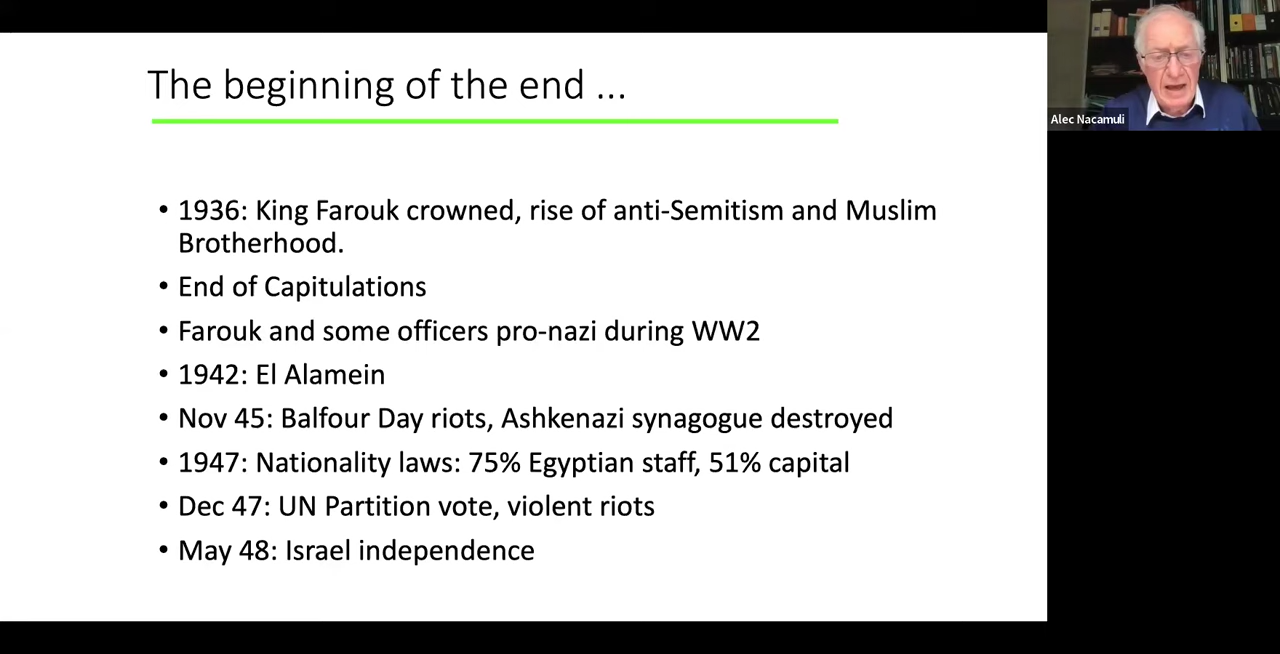 The beginning of the end ...
• 1936: King Farouk crowned, rise of anti-Semitism and Muslim
Brotherhood.
• End of Capitulations
• Farouk and some officers pro-nazi during WW2
• 1942: El Alamein
• Nov 45: Balfour Day riots, Ashkenazi synagogue destroyed
• 1947: Nationality laws: 75% Egyptian staff, 51% capital
• Dec 47: UN Partition vote, violent riots
• May 48: Israel independence
Alec Nacamuli